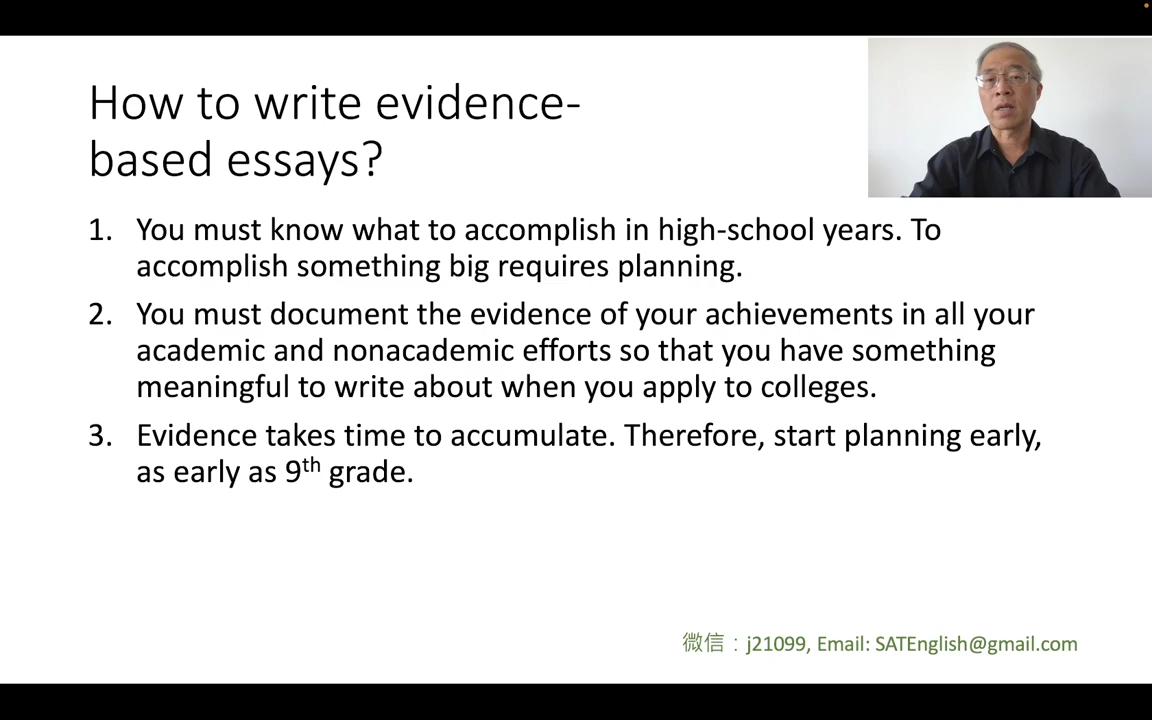 How to write evidence-
based essays?
1. You must know what to accomplish in high-school years. To
accomplish something big requires planning.
2. You must document the evidence of your achievements in all your
academic and nonacademic efforts so that you have something
meaningful to write about when you apply to colleges.
3. Evidence takes time to accumulate. Therefore, start planning early,
as early as 9th grade.
微信：j21099, Email: SATEnglish@gmail.com